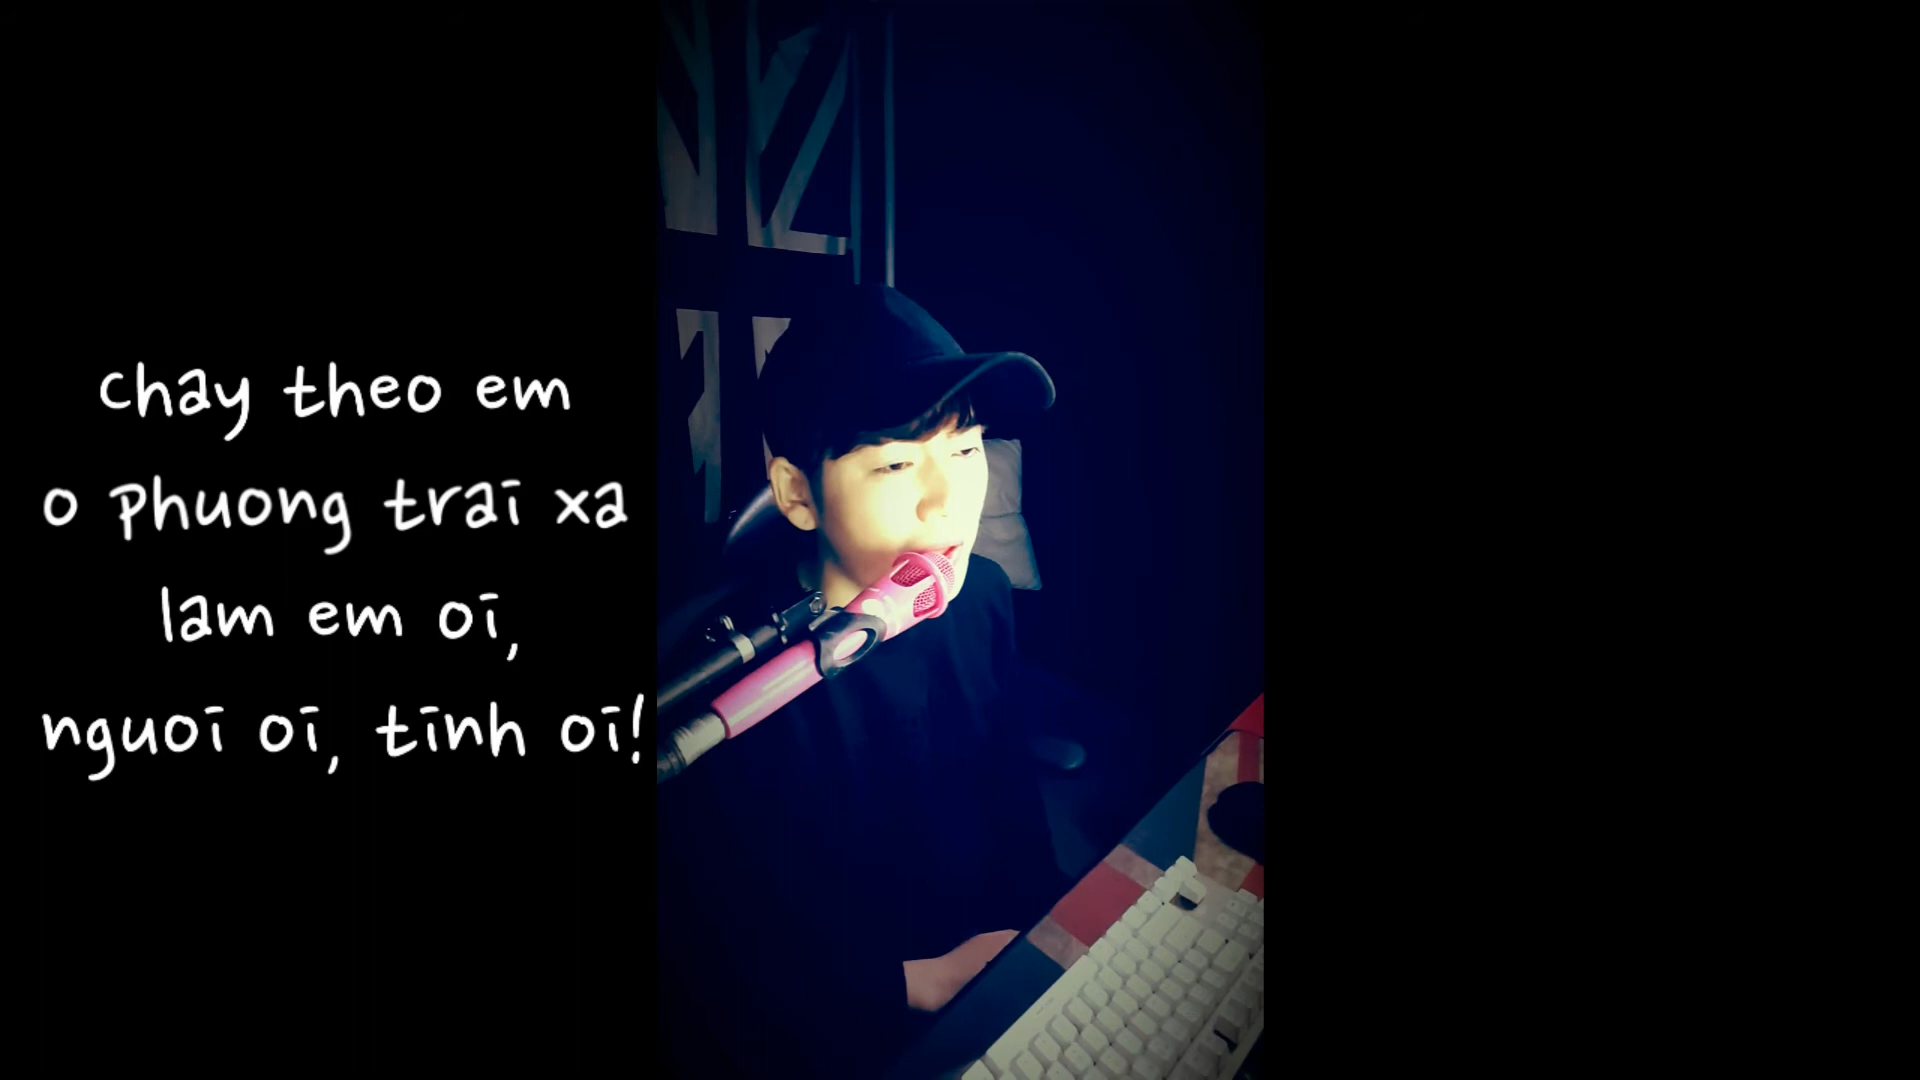 chay theo em
o phuong trai xa
lam em oi,
nguoi oi, tinh oi!